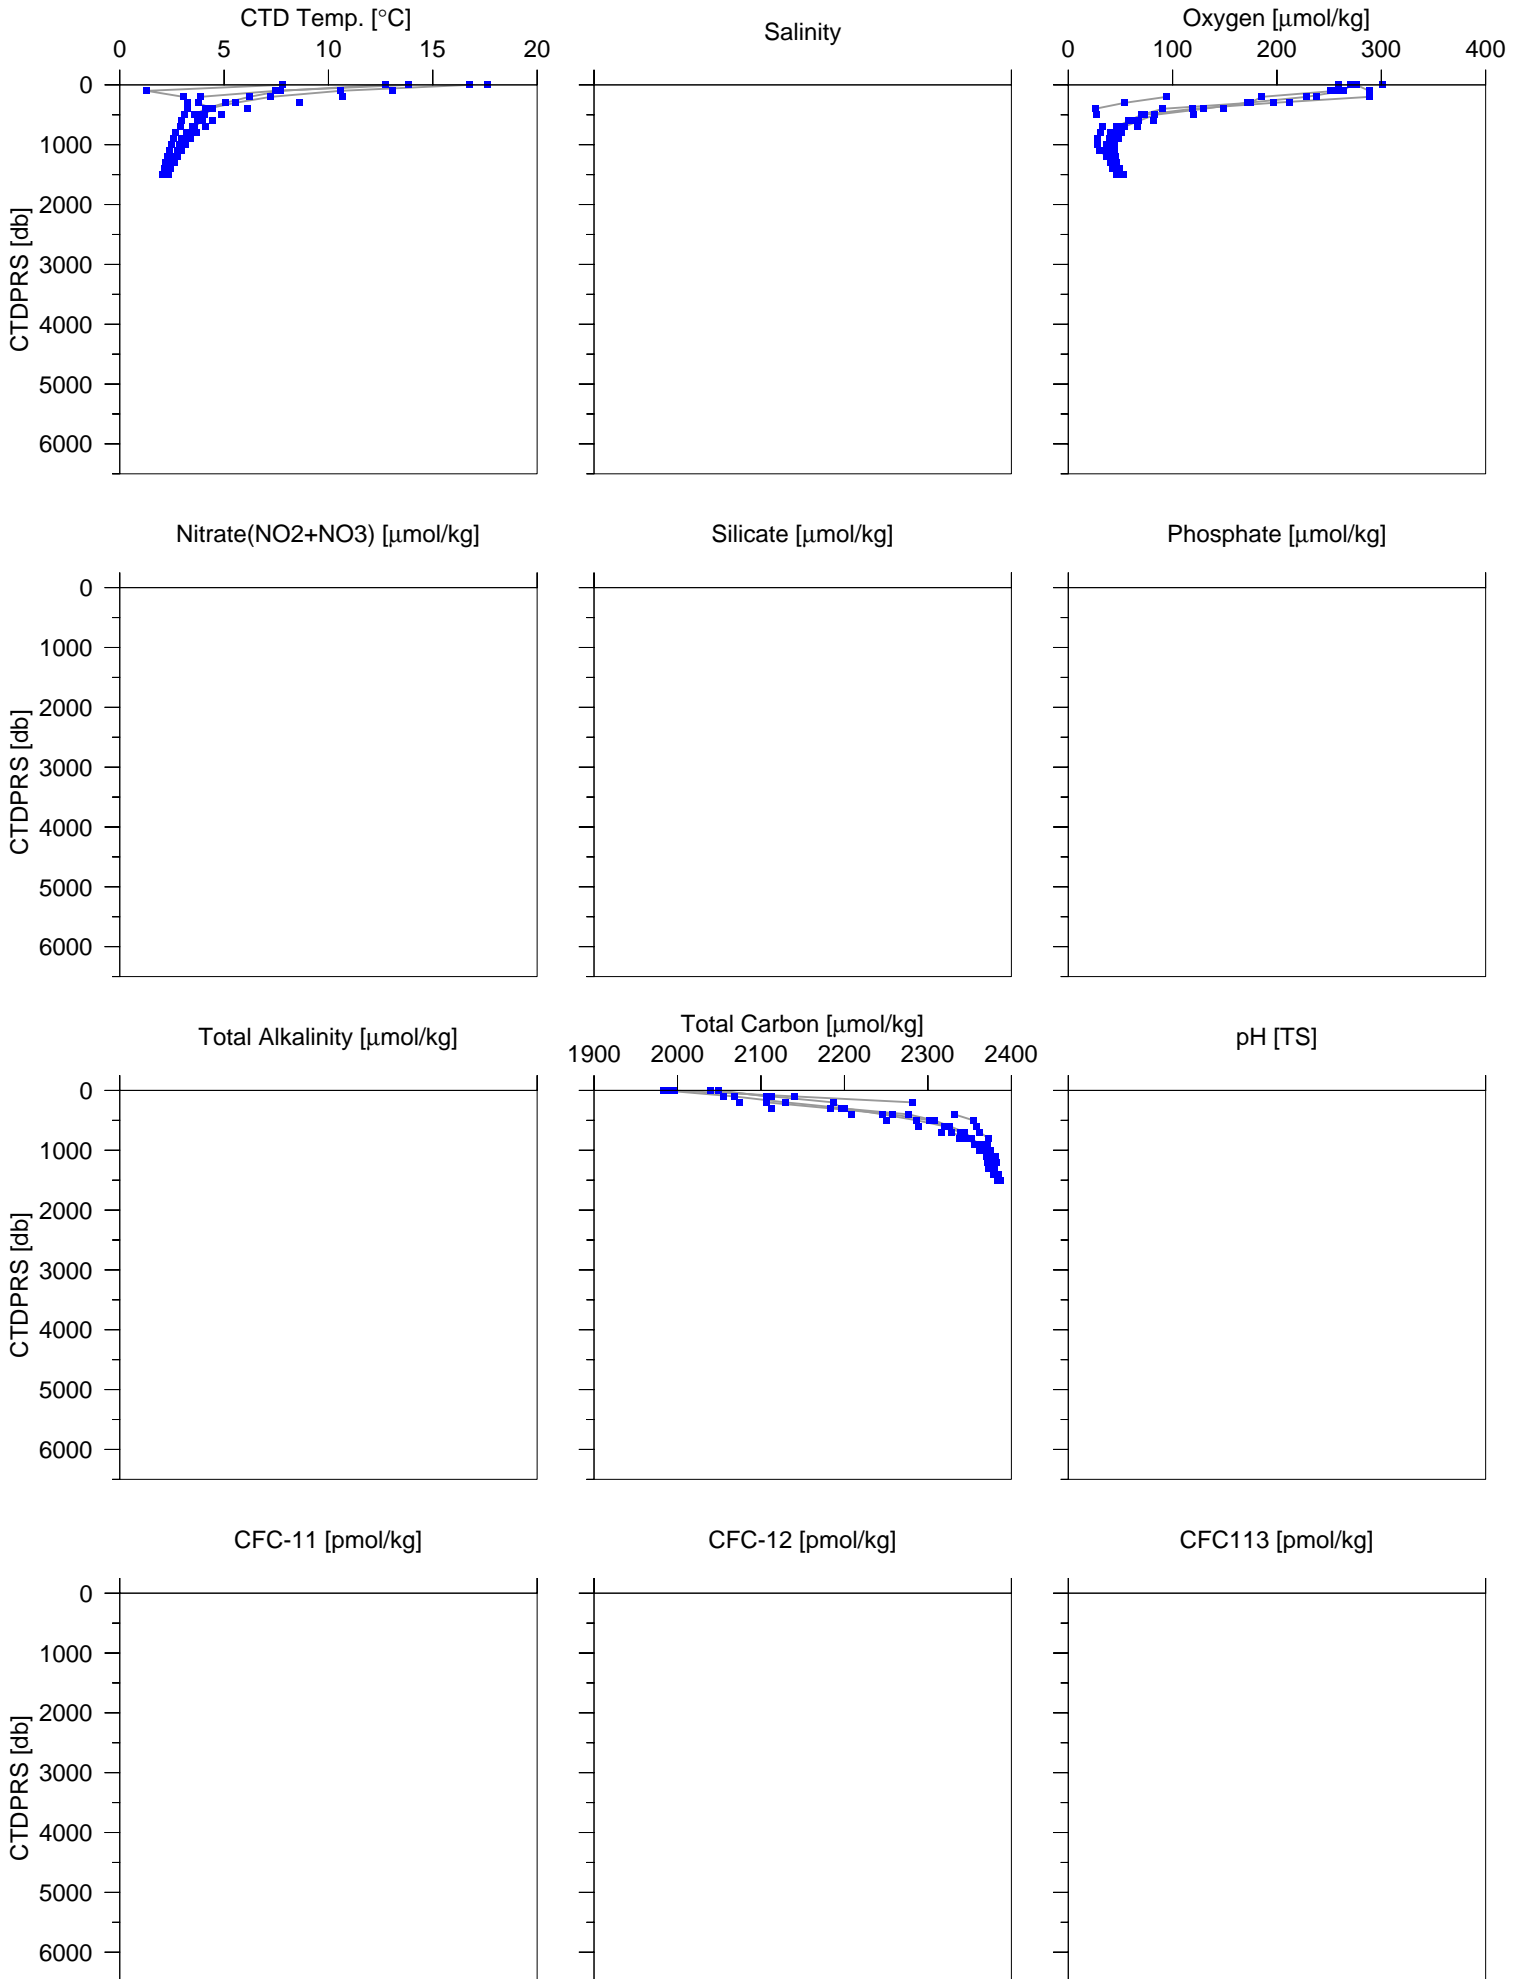 CTD Temp. [°C]
Salinity
Oxygen [μmol/kg]
0 5 10 15 20
0 100 200 300 400
0
1000
2000
3000
4000
5000
6000
CTDPRS [db]
Nitrate(NO2+NO3) [μmol/kg]
Silicate [μmol/kg]
Phosphate [μmol/kg]
0
1000
2000
3000
4000
5000
6000
CTDPRS [db]
Total Alkalinity [μmol/kg]
Total Carbon [μmol/kg]
pH [TS]
1900 2000 2100 2200 2300 2400
0
1000
2000
3000
4000
5000
6000
CTDPRS [db]
CFC-11 [pmol/kg]
CFC-12 [pmol/kg]
CFC113 [pmol/kg]
0
1000
2000
3000
4000
5000
6000
CTDPRS [db]